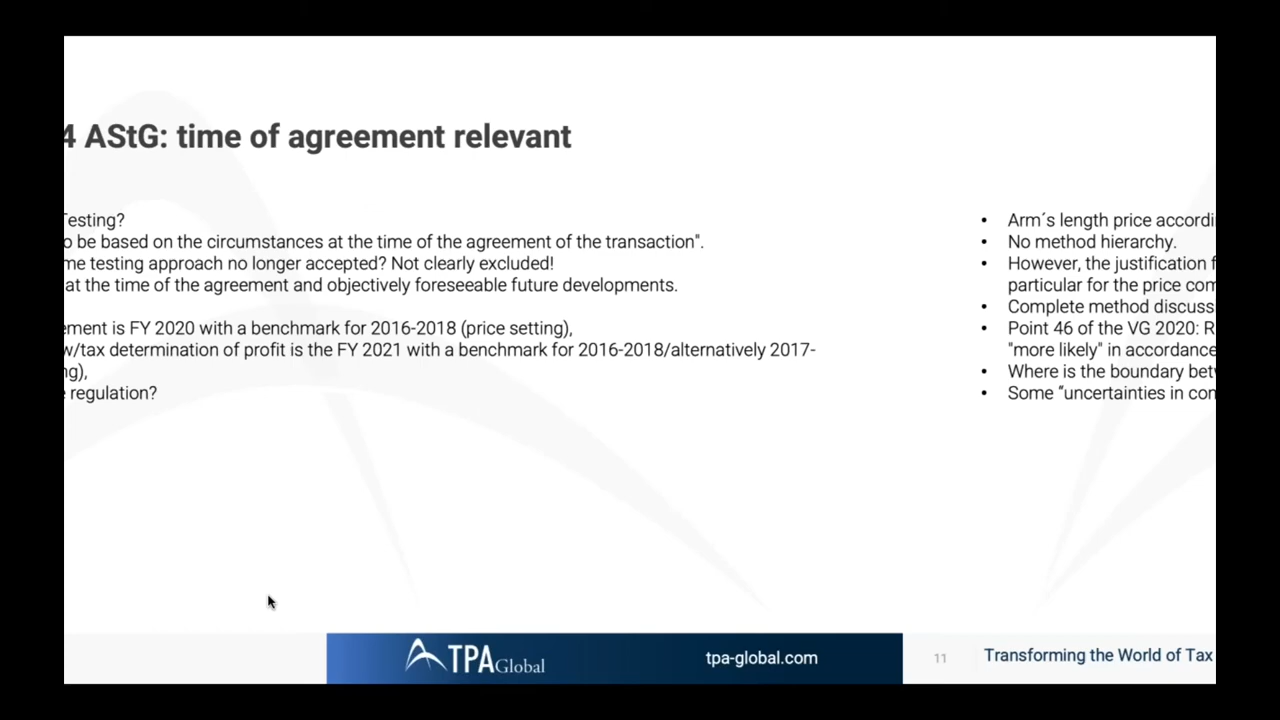 4 AStG: time of agreement relevant
Testing?
o be based on the circumstances at the time of the agreement of the transaction".
me testing approach no longer accepted? Not clearly excluded!
at the time of the agreement and objectively foreseeable future developments.
ement is FY 2020 with a benchmark for 2016-2018 (price setting),
w/tax determination of profit is the FY 2021 with a benchmark for 2016-2018/alternatively 2017-
ng),
regulation?
• Arm´s length price accordi
• No method hierarchy.
• However, the justification f
particular for the price com
• Complete method discuss
• Point 46 of the VG 2020: R
"more likely" in accordance
• Where is the boundary bet
• Some “uncertainties in con
TPA Global
tpa-global.com
11
Transforming the World of Tax